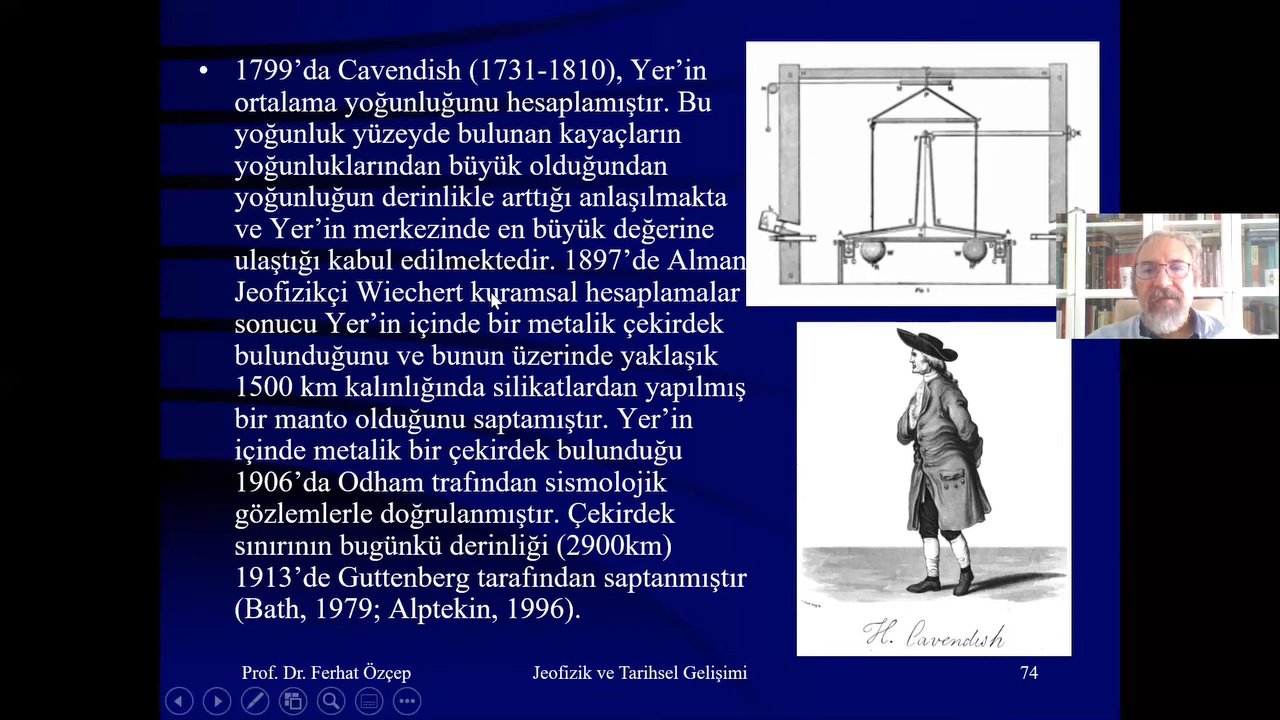 • 1799’da Cavendish (1731-1810), Yer’in
ortalama yoğunluğunu hesaplamıştır. Bu
yoğunluk yüzeyde bulunan kayaçların
yoğunluklarından büyük olduğundan
yoğunluğun derinlikle arttığı anlaşılmakta
ve Yer’in merkezinde en büyük değerine
ulaştığı kabul edilmektedir. 1897’de Alman
Jeofizikçi Wiechert kuramsal hesaplamalar
sonucu Yer’in içinde bir metalik çekirdek
bulunduğunu ve bunun üzerinde yaklaşık
1500 km kalınlığında silikatlardan yapılmış
bir manto olduğunu saptamıştır. Yer’in
içinde metalik bir çekirdek bulunduğu
1906’da Odham trafından sismolojik
gözlemlerle doğrulanmıştır. Çekirdek
sınırının bugünkü derinliği (2900km)
1913’de Guttenberg tarafından saptanmıştır
(Bath, 1979; Alptekin, 1996).
Fig. 1
H. Cavendish
Prof. Dr. Ferhat Özçep
Jeofizik ve Tarihsel Gelişimi
74